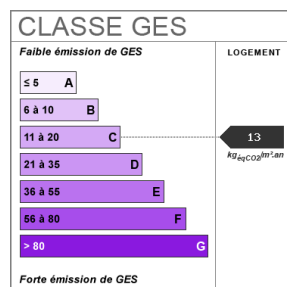 CLASSE GES
Faible émission de GES
LOGEMENT
≤ 5 A
6 à 10 B
11 à 20 C
13
kgéqCO2/m².an
21 à 35 D
36 à 55 E
56 à 80 F
> 80 G
Forte émission de GES